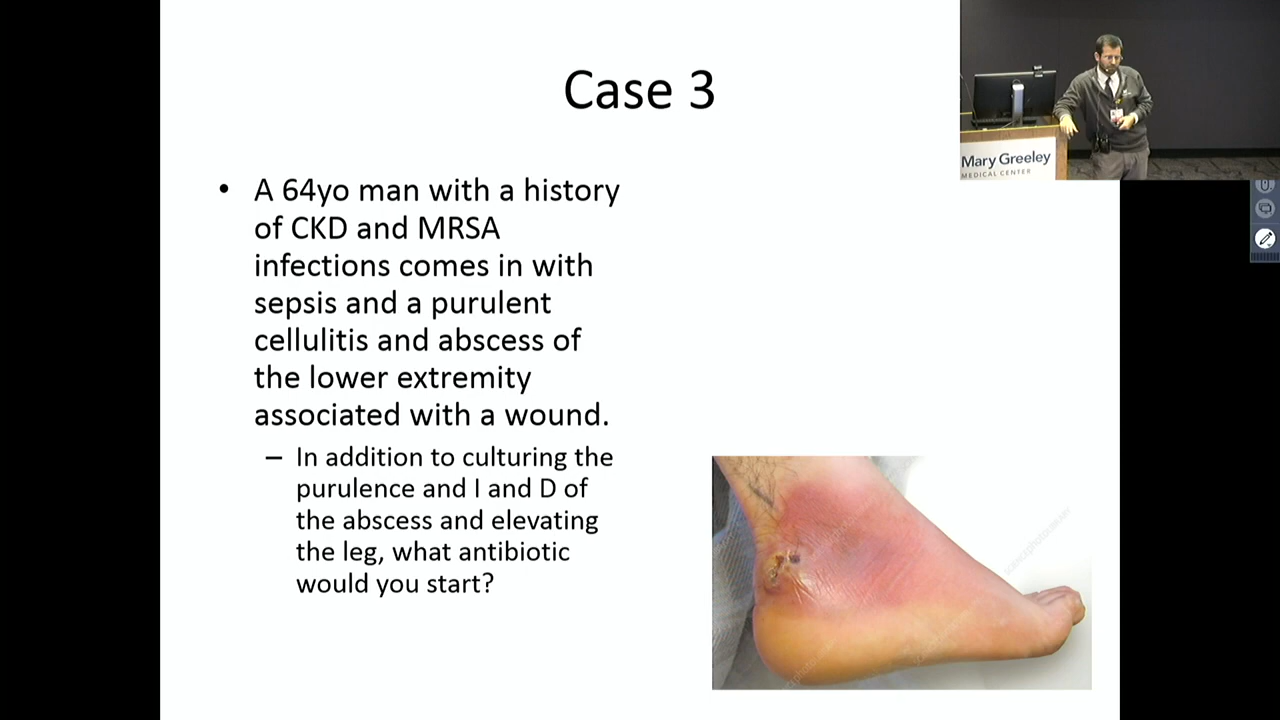 Case 3
Mary Greeley
MEDICAL CENTER
• A 64yo man with a history
of CKD and MRSA
infections comes in with
sepsis and a purulent
cellulitis and abscess of
the lower extremity
associated with a wound.
– In addition to culturing the
purulence and I and D of
the abscess and elevating
the leg, what antibiotic
would you start?